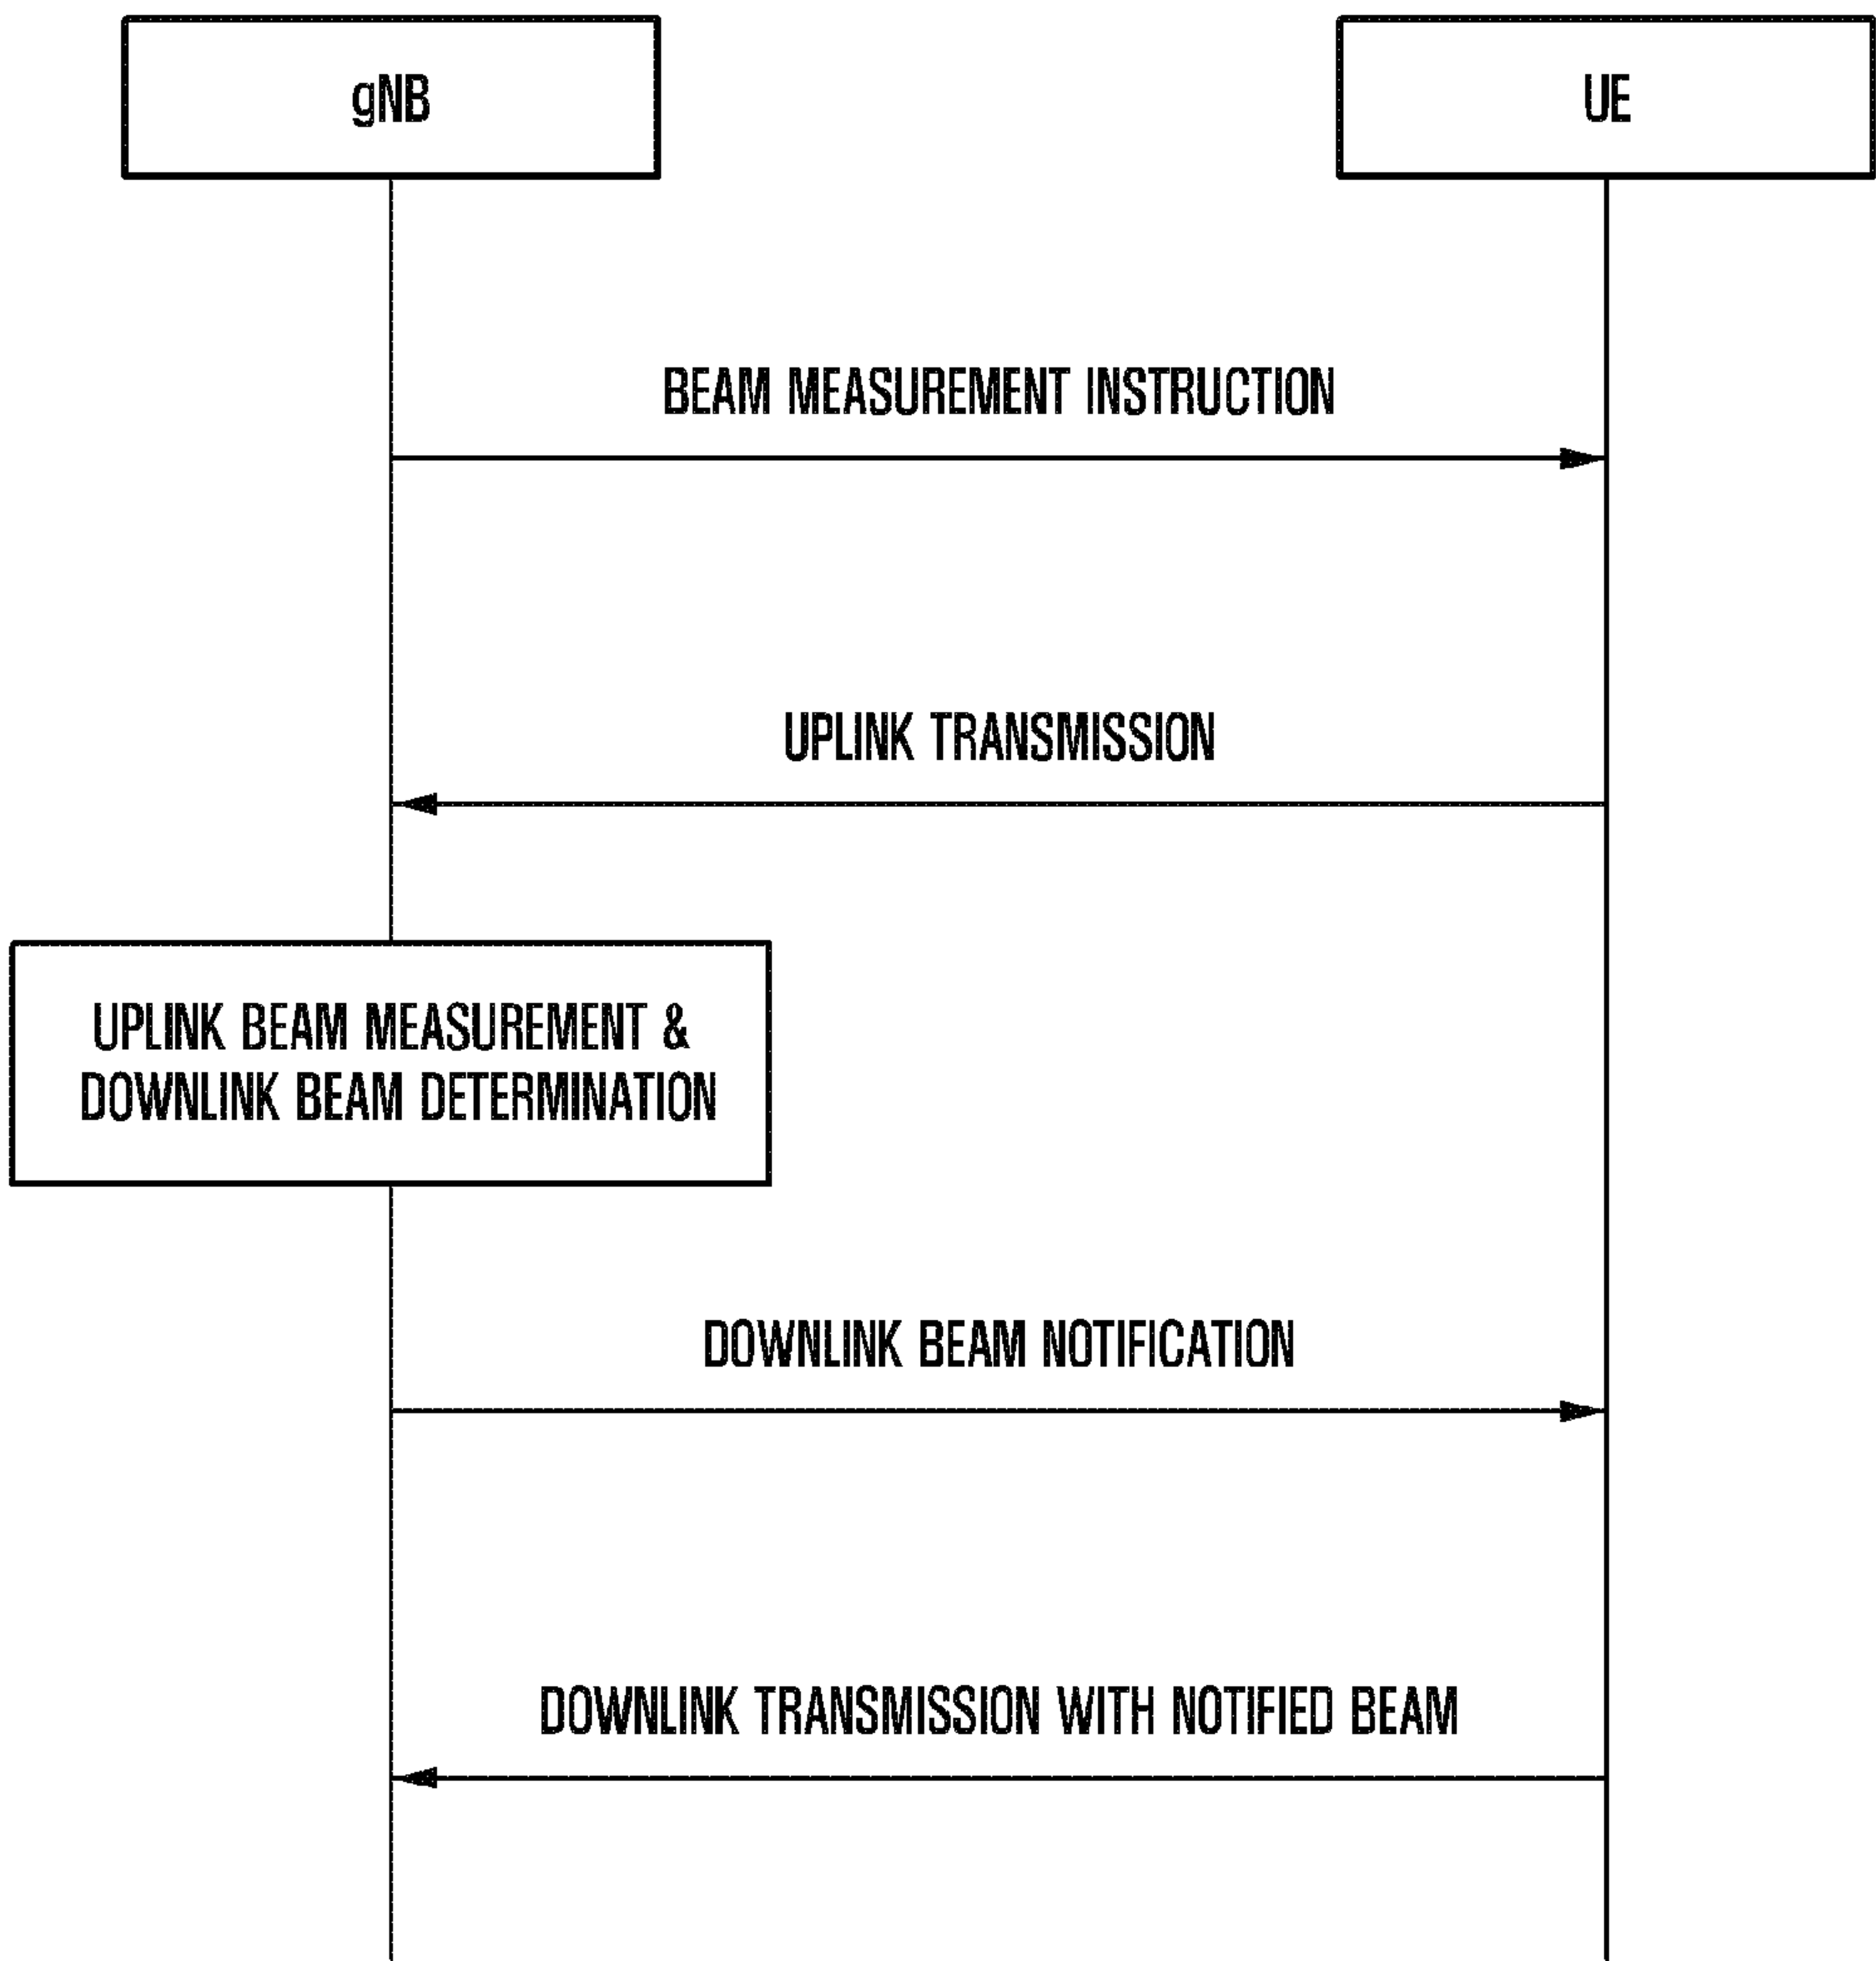 gNB
UE
BEAM MEASUREMENT INSTRUCTION
UPLINK TRANSMISSION
UPLINK BEAM MEASUREMENT &
DOWNLINK BEAM DETERMINATION
DOWNLINK BEAM NOTIFICATION
DOWNLINK TRANSMISSION WITH NOTIFIED BEAM